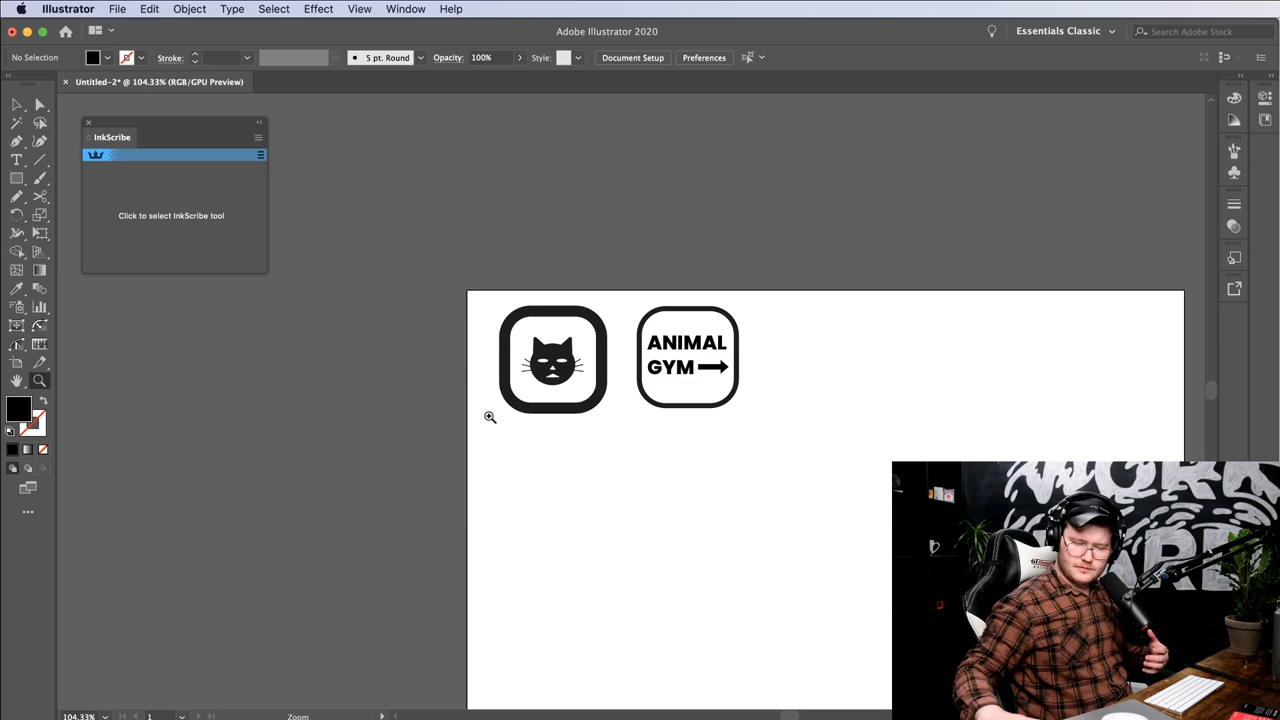 Illustrator File Edit Object Type Select Effect View Window Help
Adobe Illustrator 2020
Essentials Classic
Search Adobe Stock
No Selection
Stroke:
5 pt. Round
Opacity: 100%
Style:
Document Setup
Preferences
Untitled-2* @ 104.33% (RGB/GPU Preview)
InkScribe
Click to select InkScribe tool
ANIMAL
GYM
104.33%
1
Zoom
WORK